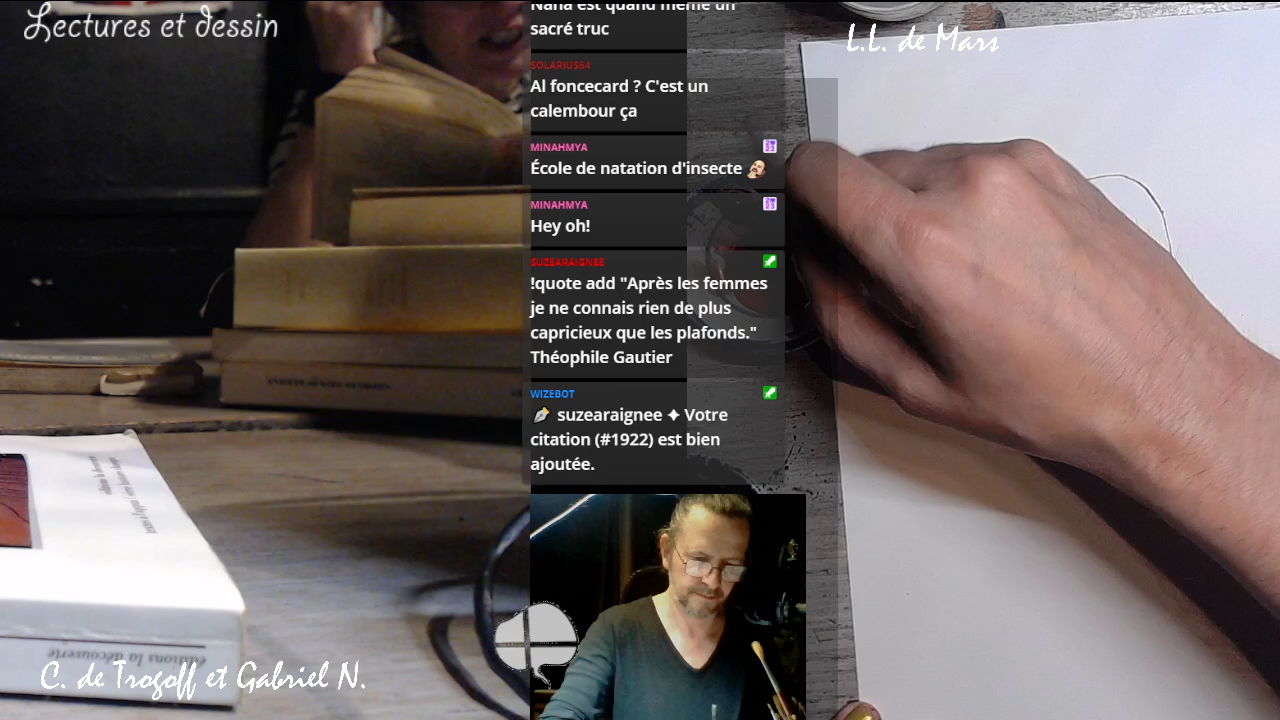 Lectures et dessin
L.L. de Mars
Nana est quand même un
sacré truc
SOLARIUS64
Al foncecard ? C'est un
calembour ça
MINAHMYA
École de natation d'insecte
MINAHMYA
Hey oh!
SUZEARAIGNEE
!quote add "Après les femmes
je ne connais rien de plus
capricieux que les plafonds."
Théophile Gautier
WIZEBOT
suzearaignee ✦ Votre
citation (#1922) est bien
ajoutée.
éditions la découverte
C. de Trogoff et Gabriel N.